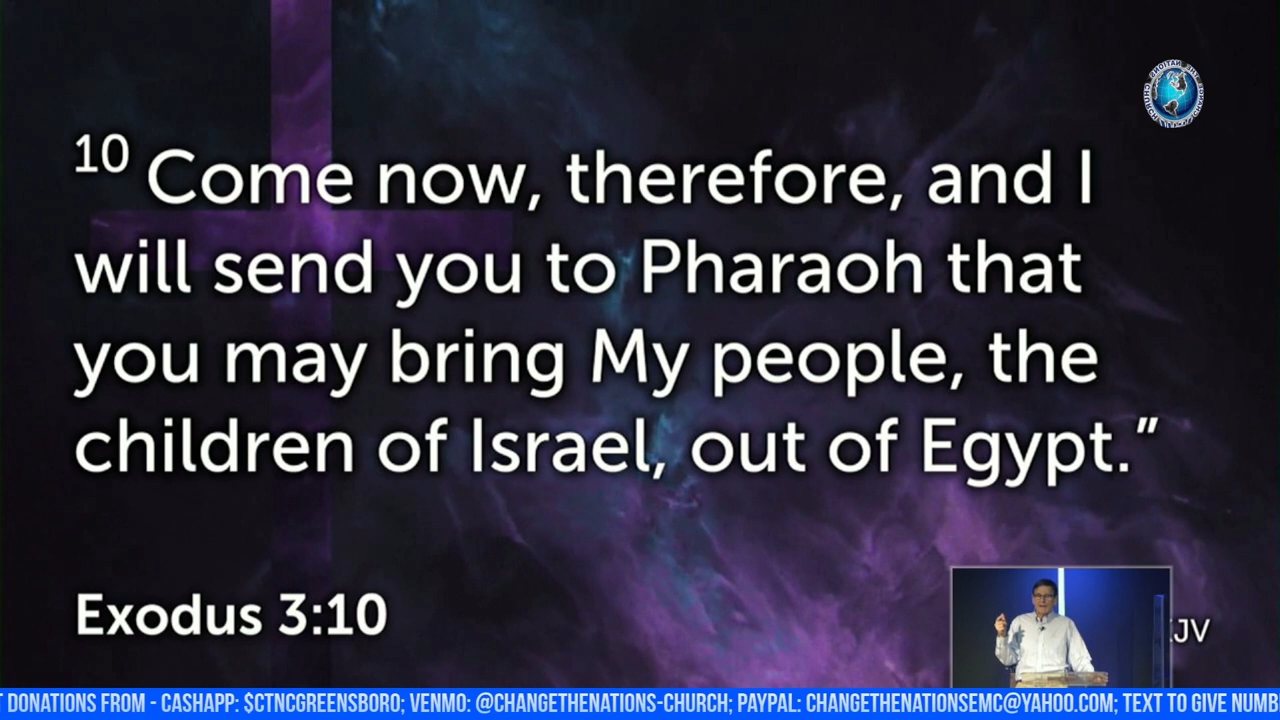 10 Come now, therefore, and I
will send you to Pharaoh that
you may bring My people, the
children of Israel, out of Egypt.”
Exodus 3:10
DONATIONS FROM - CASHAPP: $CTNCGREENSBORO; VENMO: @CHANGETHENATIONS-CHURCH; PAYPAL: CHANGETHENATIONSEMC@YAHOO.COM; TEXT TO GIVE